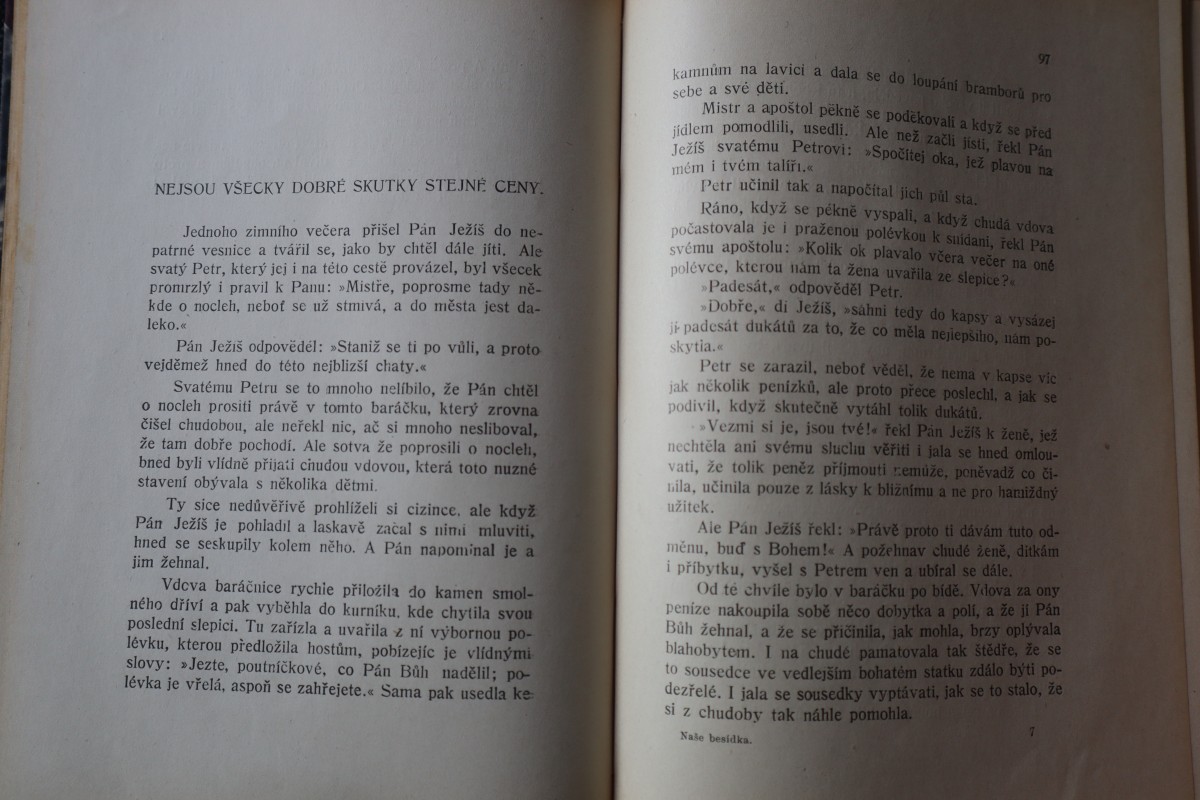 NEJSOU VŠECKY DOBRÉ SKUTKY STEJNÉ CENY.
Jednoho zimního večera přišel Pán Ježíš do ne-
patrné vesnice a tvářil se, jako by chtěl dále jíti. Ale
svatý Petr, který jej i na této cestě provázel, byl všecek
promrzlý i pravil k Panu: »Mistře, poprosme tady ně-
kde o nocleh, neboť se už stmívá, a do města jest da-
leko.«
Pán Ježíš odpověděl: »Staniž se ti po vůli, a proto
vejděmež hned do této nejbližší chaty.«
Svatému Petru se to mnoho nelíbilo, že Pán chtěl
o nocleh prositi právě v tomto baráčku, který zrovna
čišel chudobou, ale neřekl nic, ač si mnoho nesliboval,
že tam dobře pochodí. Ale sotva že poprosili o nocleh,
hned byli vlídně přijati chudou vdovou, která toto nuzné
stavení obývala s několika dětmi.
Ty sice nedůvěřivě prohlíželi si cizince, ale když
Pán Ježíš je pohladil a laskavě začal s nimi mluviti,
hned se seskupily kolem něho. A Pán napomínal je a
jim žehnal.
Vdova baráčnice rychle přiložila do kamen smol-
ného dříví a pak vyběhla do kurníku, kde chytila svou
poslední slepici. Tu zařízla a uvařila z ní výbornou po-
lévku, kterou předložila hostům, pobízejíc je vlídnými
slovy: »Jezte, poutníčkové, co Pán Bůh nadělil; po-
lévka je vřelá, aspoň se zahřejete.« Sama pak usedla ke
97
kamnům na lavici a dala se do loupání bramborů pro
sebe a své děti.
Mistr a apoštol pěkně se poděkovali a když se před
jídlem pomodlili, usedli. Ale než začli jísti, řekl Pán
Ježíš svatému Petrovi: »Spočítej oka, jež plavou na
mém i tvém talíři.«
Petr učinil tak a napočítal jich půl sta.
Ráno, když se pěkně vyspali, a když chudá vdova
počastovala je i praženou polévkou k snídani, řekl Pán
svému apoštolu: »Kolik ok plavalo včera večer na oné
polévce, kterou nám ta žena uvařila ze slepice?«
»Padesát,« odpověděl Petr.
»Dobře,« dí Ježíš, »sáhni tedy do kapsy a vysázej
jí padesát dukátů za to, že co měla nejlepšího, nám po-
skytla.«
Petr se zarazil, neboť věděl, že nemá v kapse víc
jak několik penízků, ale proto přece poslechl, a jak se
podivil, když skutečně vytáhl tolik dukátů.
»Vezmi si je, jsou tvé!« řekl Pán Ježíš k ženě, jež
nechtěla ani svému sluchu věřiti i jala se hned omlou-
vati, že tolik peněz přijmouti nemůže, poněvadž co či-
nila, učinila pouze z lásky k bližnímu a ne pro hamiždný
užitek.
Ale Pán Ježíš řekl: »Právě proto ti dávám tuto od-
měnu, buď s Bohem!« A požehnav chudé ženě, dítkám
i příbytku, vyšel s Petrem ven a ubíral se dále.
Od té chvíle bylo v baráčku po bídě. Vdova za ony
peníze nakoupila sobě něco dobytka a polí, a že jí Pán
Bůh žehnal, a že se přičinila, jak mohla, brzy oplývala
blahobytem. I na chudé pamatovala tak štědře, že se
to sousedce ve vedlejším bohatém statku zdálo býti po-
dezřelé. I jala se sousedky vyptávati, jak se to stalo, že
si z chudoby tak náhle pomohla.
Naše besídka. 7